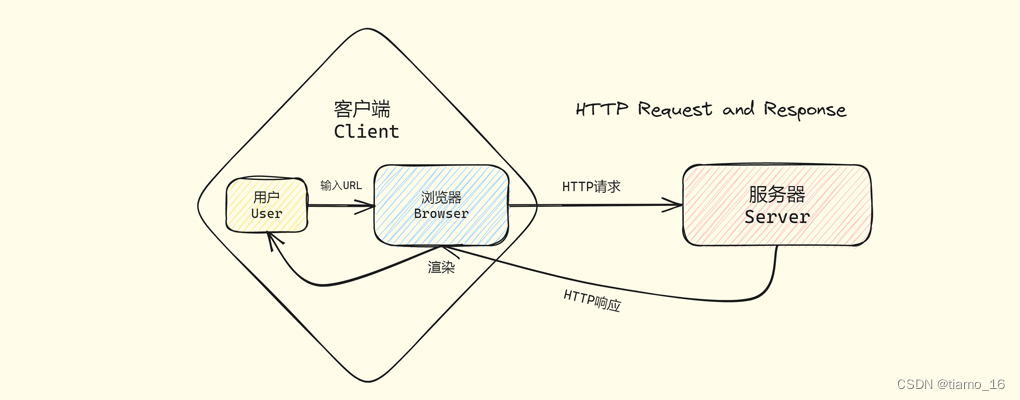 客户端
Client
HTTP Request and Response
用户
User
输入URL
浏览器
Browser
HTTP请求
服务器
Server
渲染
HTTP响应
CSDN @tiamo_16